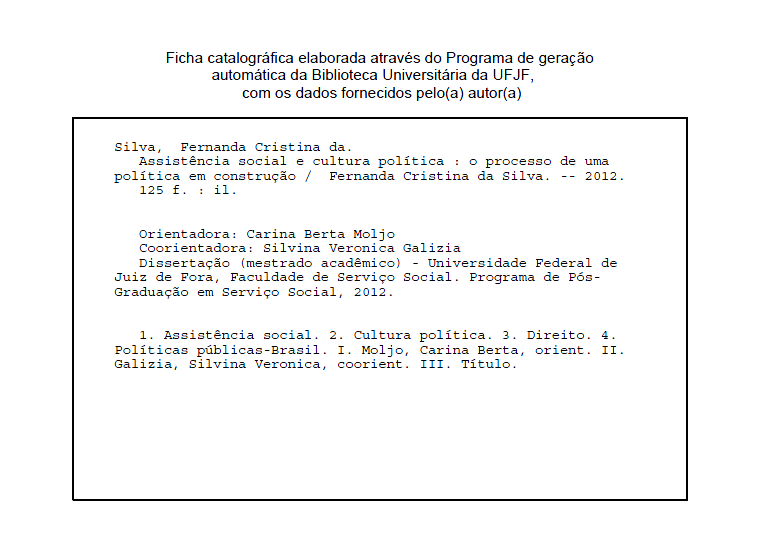 Ficha catalográfica elaborada através do Programa de geração
automática da Biblioteca Universitária da UFJF,
com os dados fornecidos pelo(a) autor(a)
Silva, Fernanda Cristina da.
Assistência social e cultura política : o processo de uma
política em construção / Fernanda Cristina da Silva. -- 2012.
125 f. : il.
Orientadora: Carina Berta Moljo
Coorientadora: Silvina Veronica Galizia
Dissertação (mestrado acadêmico) - Universidade Federal de
Juiz de Fora, Faculdade de Serviço Social. Programa de Pós-
Graduação em Serviço Social, 2012.
1. Assistência social. 2. Cultura política. 3. Direito. 4.
Políticas públicas-Brasil. I. Moljo, Carina Berta, orient. II.
Galizia, Silvina Veronica, coorient. III. Título.